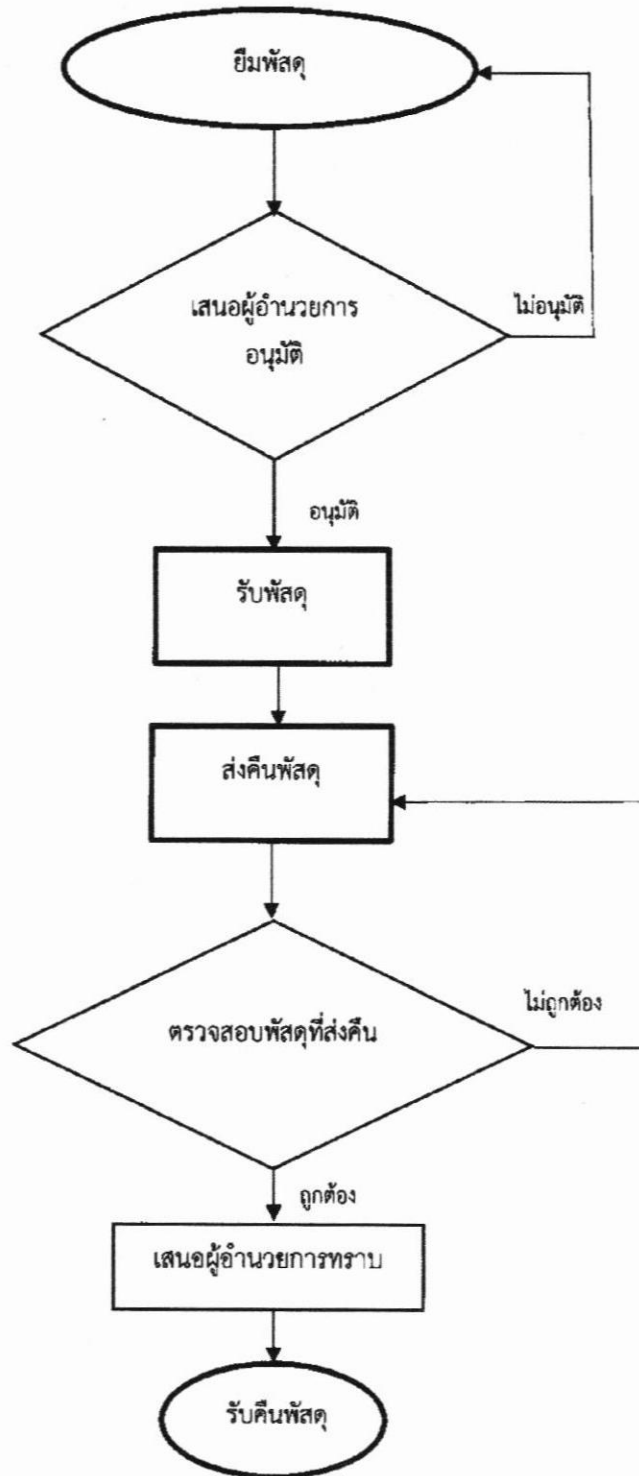 ยืมพัสดุ
เสนอผู้อำนวยการ
อนุมัติ
ไม่อนุมัติ
อนุมัติ
รับพัสดุ
ส่งคืนพัสดุ
ตรวจสอบพัสดุที่ส่งคืน
ไม่ถูกต้อง
ถูกต้อง
เสนอผู้อำนวยการทราบ
รับคืนพัสดุ